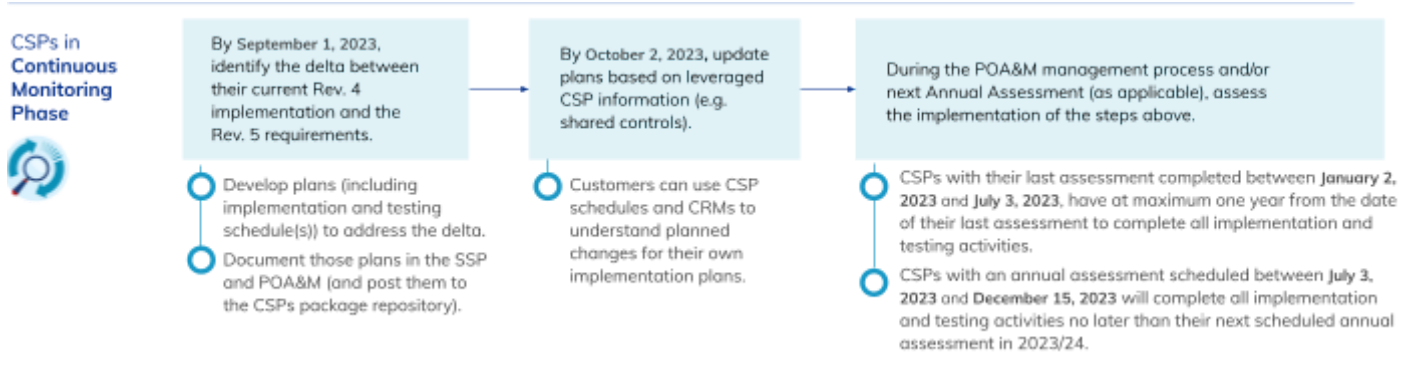 CSPs in
Continuous
Monitoring
Phase
By September 1, 2023,
identify the delta between
their current Rev. 4
implementation and the
Rev. 5 requirements.
Develop plans (including
implementation and testing
schedule(s)) to address the delta.
Document those plans in the SSP
and POA&M (and post them to
the CSPs package repository).
By October 2, 2023, update
plans based on leveraged
CSP information (e.g.
shared controls).
Customers can use CSP
schedules and CRMs to
understand planned
changes for their own
implementation plans.
During the POA&M management process and/or
next Annual Assessment (as applicable), assess
the implementation of the steps above.
CSPs with their last assessment completed between January 2,
2023 and July 3, 2023, have at maximum one year from the date
of their last assessment to complete all implementation and
testing activities.
CSPs with an annual assessment scheduled between July 3,
2023 and December 15, 2023 will complete all implementation
and testing activities no later than their next scheduled annual
assessment in 2023/24.